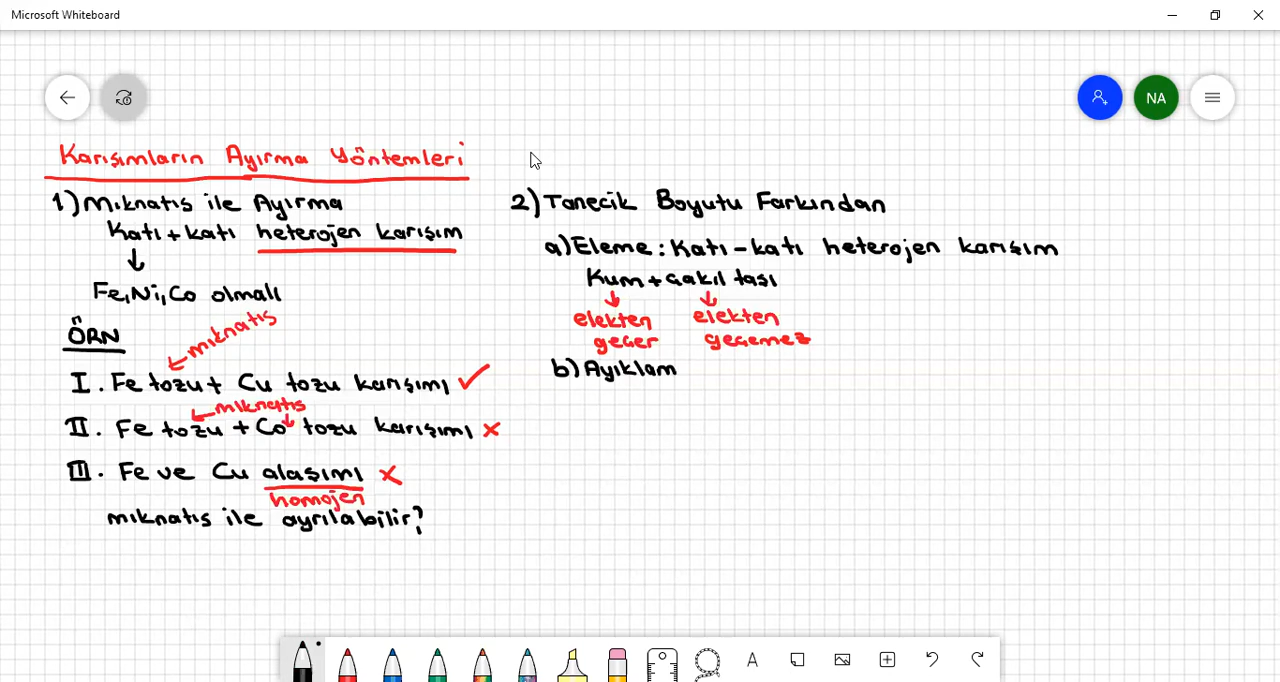 Microsoft Whiteboard
NA
Karışımların Ayırma Yöntemleri
1) Mıknatıs ile Ayırma
Katı + katı heterojen karışım
Fe, Ni, Co olmalı
ÖRN
mıknatıs
I. Fe tozu + Cu tozu karışımı ✓
mıknatıs
II. Fe tozu + Co tozu karışımı x
III. Fe ve Cu alaşımı x
homojen
mıknatıs ile ayrılabilir?
2) Tanecik Boyutu Farkından
a) Eleme : Katı - katı heterojen karışım
Kum + çakıl taşı
elekten geçer
elekten geçemez
b) Ayıklam
A